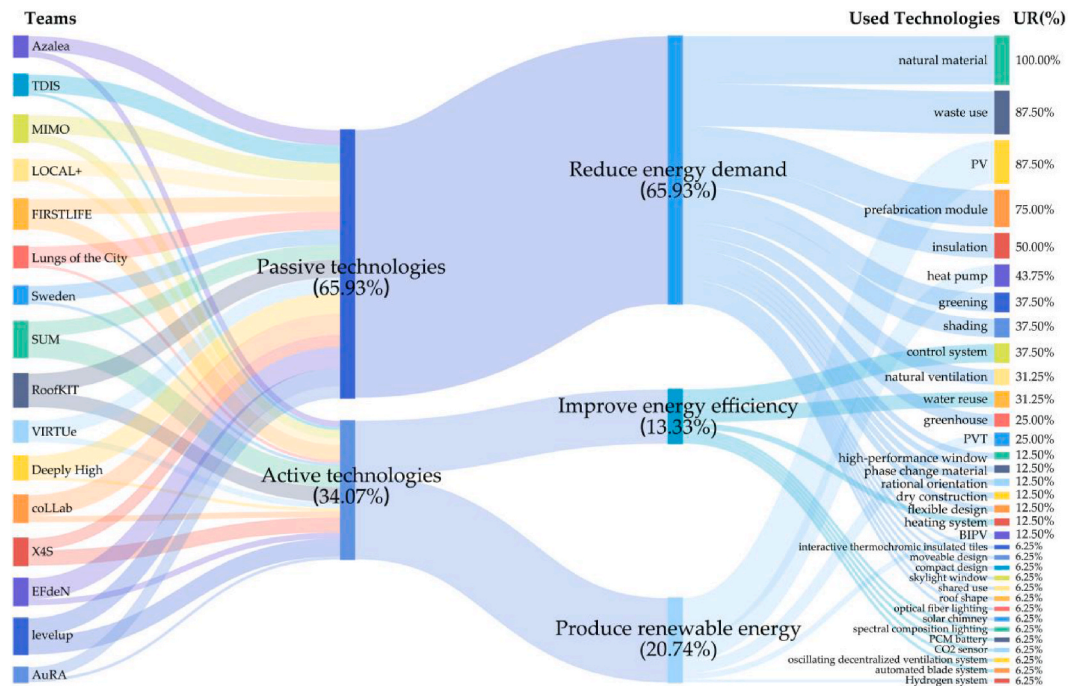 Teams
Used Technologies UR(%)
Azalea
TDIS
MIMO
LOCAL+
FIRSTLIFE
Lungs of the City
Sweden
SUM
RoofKIT
VIRTUe
Deeply High
coLLab
X4S
EFdeN
levelup
AuRA
Passive technologies
(65.93%)
Active technologies
(34.07%)
Reduce energy demand
(65.93%)
Improve energy efficiency
(13.33%)
Produce renewable energy
(20.74%)
natural material 100.00%
waste use 87.50%
PV 87.50%
prefabrication module 75.00%
insulation 50.00%
heat pump 43.75%
greening 37.50%
shading 37.50%
control system 37.50%
natural ventilation 31.25%
water reuse 31.25%
greenhouse 25.00%
PVT 25.00%
high-performance window 12.50%
phase change material 12.50%
rational orientation 12.50%
dry construction 12.50%
flexible design 12.50%
heating system 12.50%
BIPV 12.50%
interactive thermochromic insulated tiles 6.25%
moveable design 6.25%
compact design 6.25%
skylight window 6.25%
shared use 6.25%
roof shape 6.25%
optical fiber lighting 6.25%
solar chimney 6.25%
spectral composition lighting 6.25%
PCM battery 6.25%
CO2 sensor 6.25%
oscillating decentralized ventilation system 6.25%
automated blade system 6.25%
Hydrogen system 6.25%